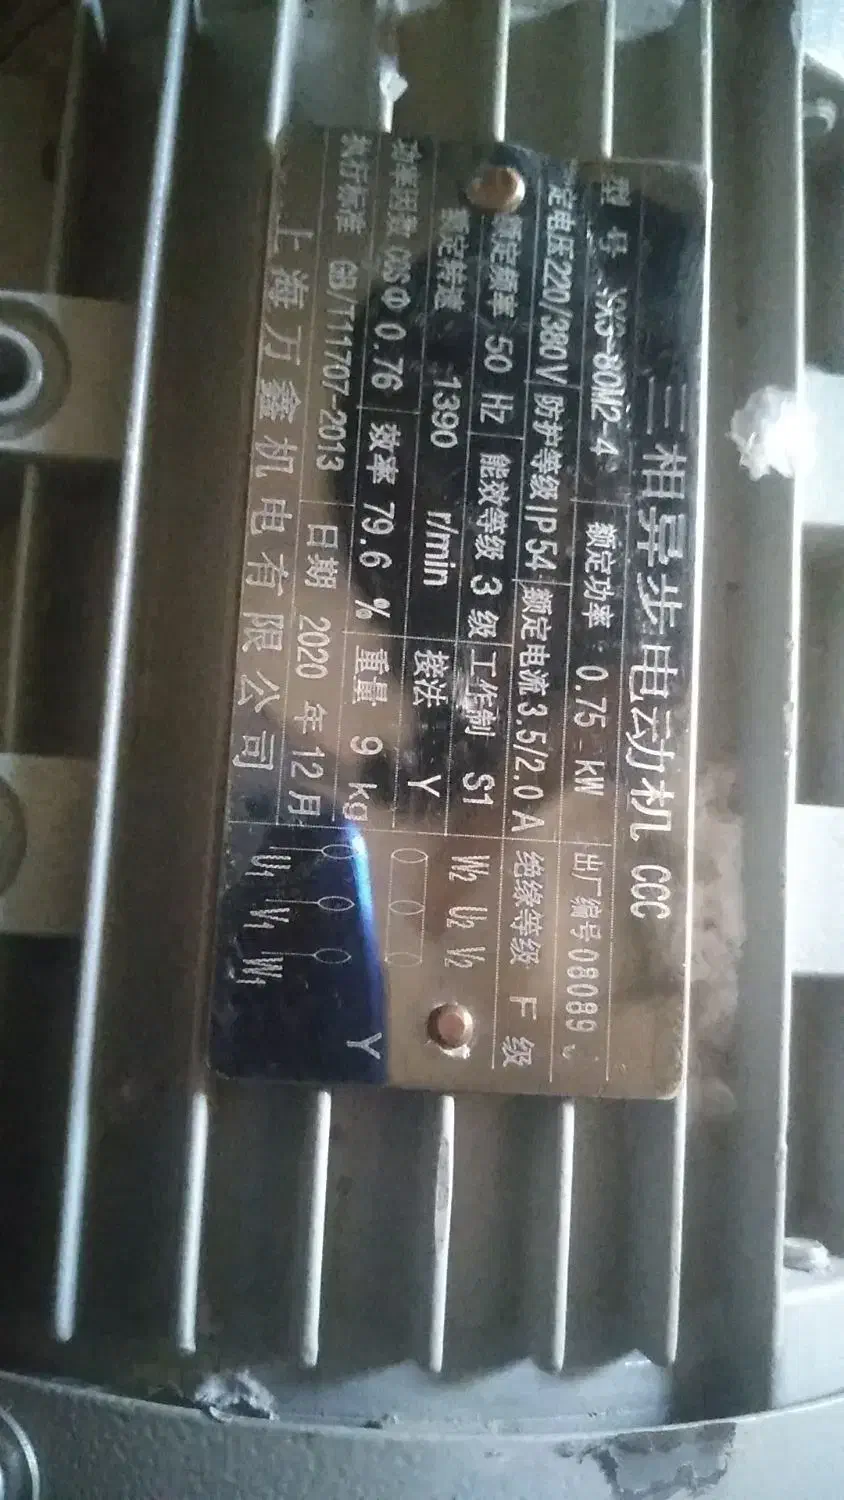 三相异步电动机 CCC
型号 YX3-80M2-4 额定功率 0.75 kW 出厂编号 08089
定电压 220/380V 防护等级 IP54 额定电流 3.5/2.0 A 绝缘等级 F 级
额定频率 50 Hz 能效等级 3 级 工作制 S1
额定转速 1390 r/min 接法 Y
W2 U2 V2
功率因数 COSΦ 0.76 效率 79.6 % 重量 9 kg
执行标准 GB/T11707-2013 日期 2020 年 12 月
U1 V1 W1
Y
上海万鑫机电有限公司